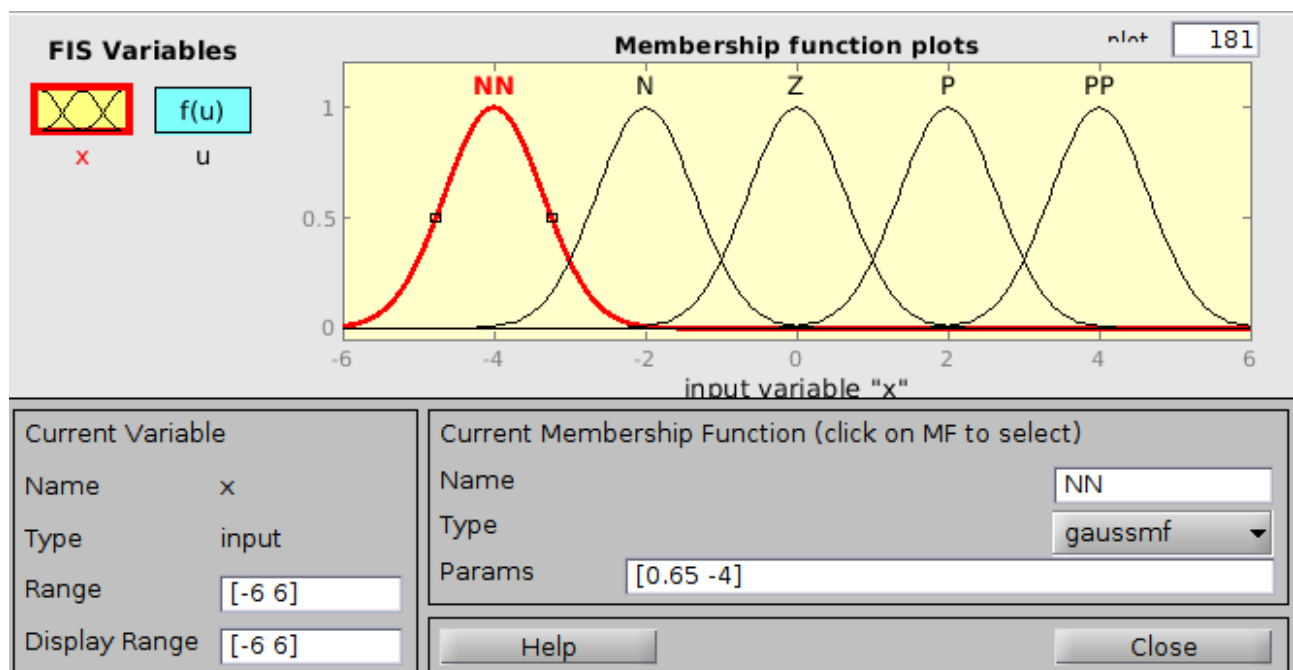 FIS Variables
f(u)
x
u
Membership function plots
plot
181
NN
N
Z
P
PP
1
0.5
0
-6
-4
-2
0
2
4
6
input variable "x"
Current Variable
Name x
Type input
Range [-6 6]
Display Range [-6 6]
Current Membership Function (click on MF to select)
Name NN
Type gaussmf
Params [0.65 -4]
Help
Close